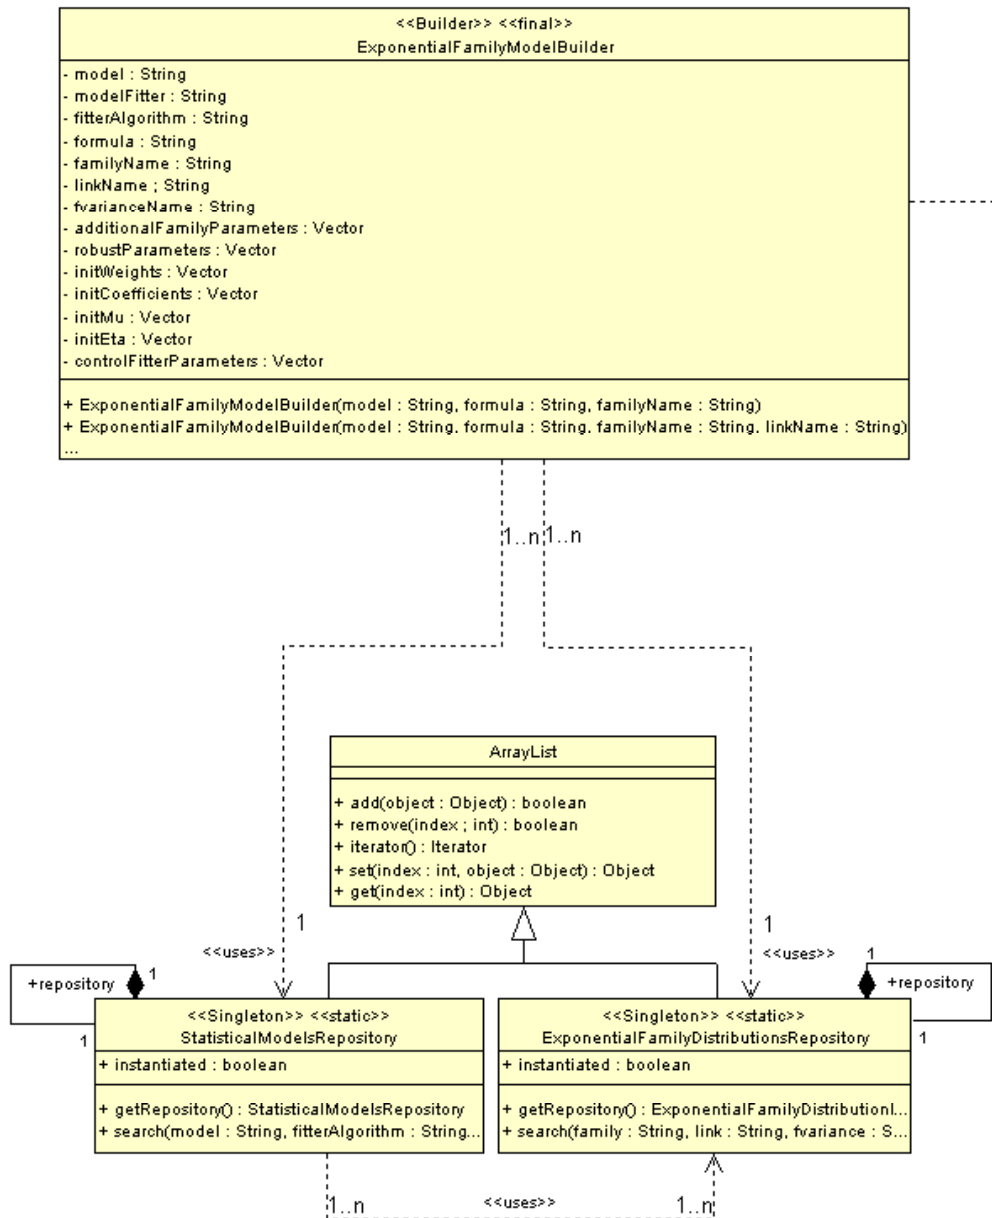 <<Builder>> <<final>>
ExponentialFamilyModelBuilder
- model : String
- modelFitter : String
- fitterAlgorithm : String
- formula : String
- familyName : String
- linkName ; String
- fvarianceName : String
- additionalFamilyParameters : Vector
- robustParameters : Vector
- initWeights : Vector
- initCoefficients : Vector
- initMu : Vector
- initEta : Vector
- controlFitterParameters : Vector
+ ExponentialFamilyModelBuilder(model : String, formula : String, familyName : String)
+ ExponentialFamilyModelBuilder(model : String, formula : String, familyName : String, linkName : String)
...
1..n 1..n
ArrayList
+ add(object : Object) : boolean
+ remove(index ; int) : boolean
+ iterator() : Iterator
+ set(index : int, object : Object) : Object
+ get(index : int) : Object
1
1
<<uses>>
<<uses>>
+repository
1
1
<<Singleton>> <<static>>
StatisticalModelsRepository
+ instantiated : boolean
+ getRepository() : StatisticalModelsRepository
+ search(model : String, fitterAlgorithm : String...
1
+repository
1
<<Singleton>> <<static>>
ExponentialFamilyDistributionsRepository
+ instantiated : boolean
+ getRepository() : ExponentialFamilyDistributionI...
+ search(family : String, link : String, fvariance : S...
1..n <<uses>> 1..n